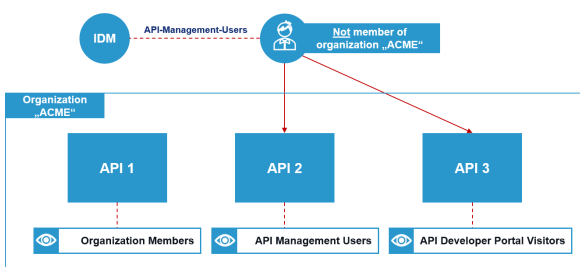 IDM
API-Management-Users
Not member of
organization „ACME“
Organization
„ACME“
API 1
API 2
API 3
Organization Members
API Management Users
API Developer Portal Visitors